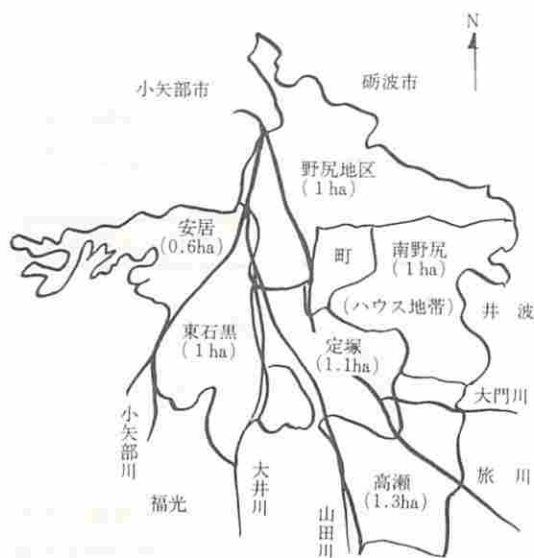 N
小矢部市
砺波市
野尻地区
(1ha)
安居
(0.6ha)
町
南野尻
(1ha)
(ハウス地帯)
井波
東石黒
(1ha)
定塚
(1.1ha)
大門川
小矢部川
福光
大井川
山田川
高瀬
(1.3ha)
旅川